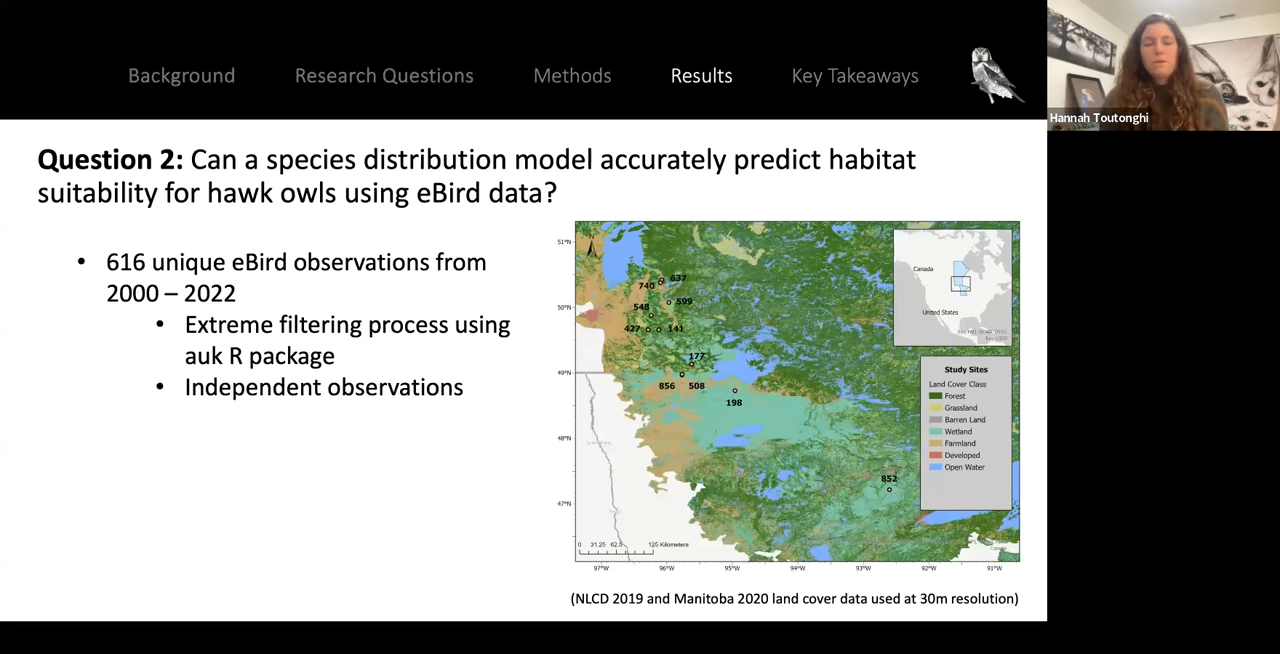 Background Research Questions Methods Results Key Takeaways
Hannah Toutonghi
Question 2: Can a species distribution model accurately predict habitat
suitability for hawk owls using eBird data?
• 616 unique eBird observations from
2000 – 2022
• Extreme filtering process using
auk R package
• Independent observations
51°N
50°N
49°N
48°N
47°N
637
740
599
548
427
141
177
856
508
198
852
Canada
United States
Study Sites
Land Cover Class
Forest
Grassland
Barren Land
Wetland
Farmland
Developed
Open Water
0 31.25 62.5 125 Kilometers
97°W 96°W 95°W 94°W 93°W 92°W 91°W
(NLCD 2019 and Manitoba 2020 land cover data used at 30m resolution)